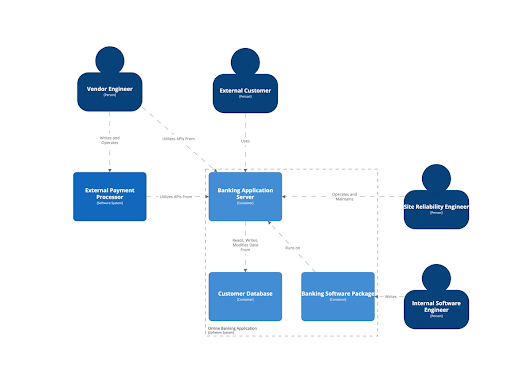 Vendor Engineer
[Person]
External Customer
[Person]
Writes and
Operates
Utilizes APIs From
Uses
External Payment
Processor
[Software System]
Utilizes APIs From
Banking Application
Server
[Container]
Operates and
Maintains
Site Reliability Engineer
[Person]
Reads, Writes,
Modifies Data
From
Runs on
Customer Database
[Container]
Banking Software Package
[Container]
Writes
Internal Software
Engineer
[Person]
Online Banking Application
[Software System]